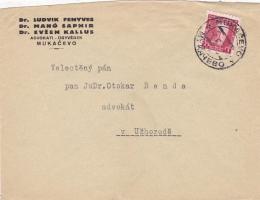 Dr. LUDVIK FENYVES
Dr. MANÓ SAPHIR
Dr. EVŽEN KALLUS
ADVOKÁTI - ÜGYVÉDEK
MUKAČEVO
Velectěný pán
pan JuDr.Otokar Benda
advokát
v Užhorodě